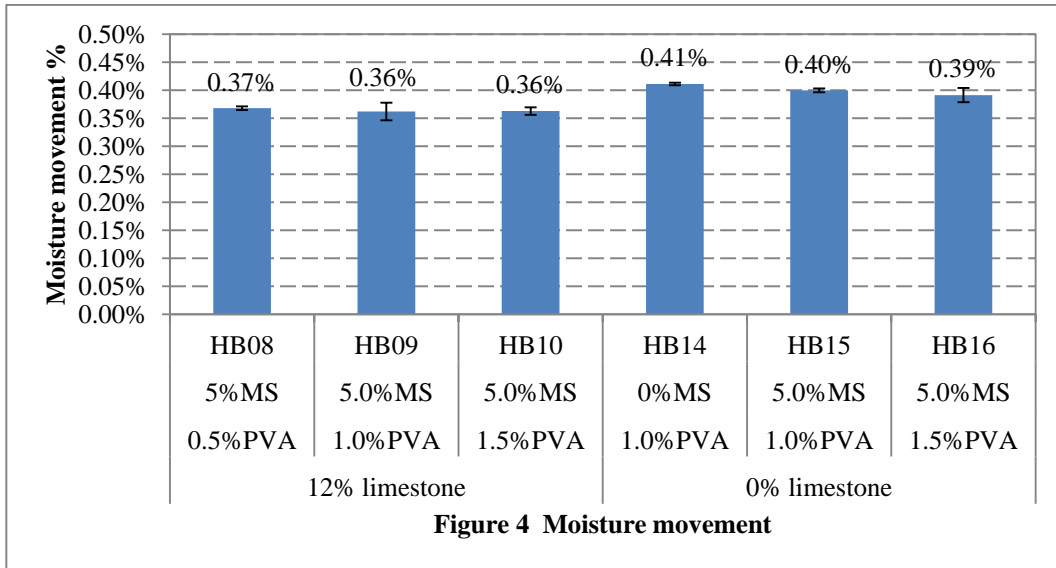 Moisture movement %
0.50%
0.45%
0.40%
0.35%
0.30%
0.25%
0.20%
0.15%
0.10%
0.05%
0.00%
0.37% 0.36% 0.36% 0.41% 0.40% 0.39%
HB08 HB09 HB10 HB14 HB15 HB16
5%MS 5.0%MS 5.0%MS 0%MS 5.0%MS 5.0%MS
0.5%PVA 1.0%PVA 1.5%PVA 1.0%PVA 1.0%PVA 1.5%PVA
12% limestone 0% limestone
Figure 4 Moisture movement